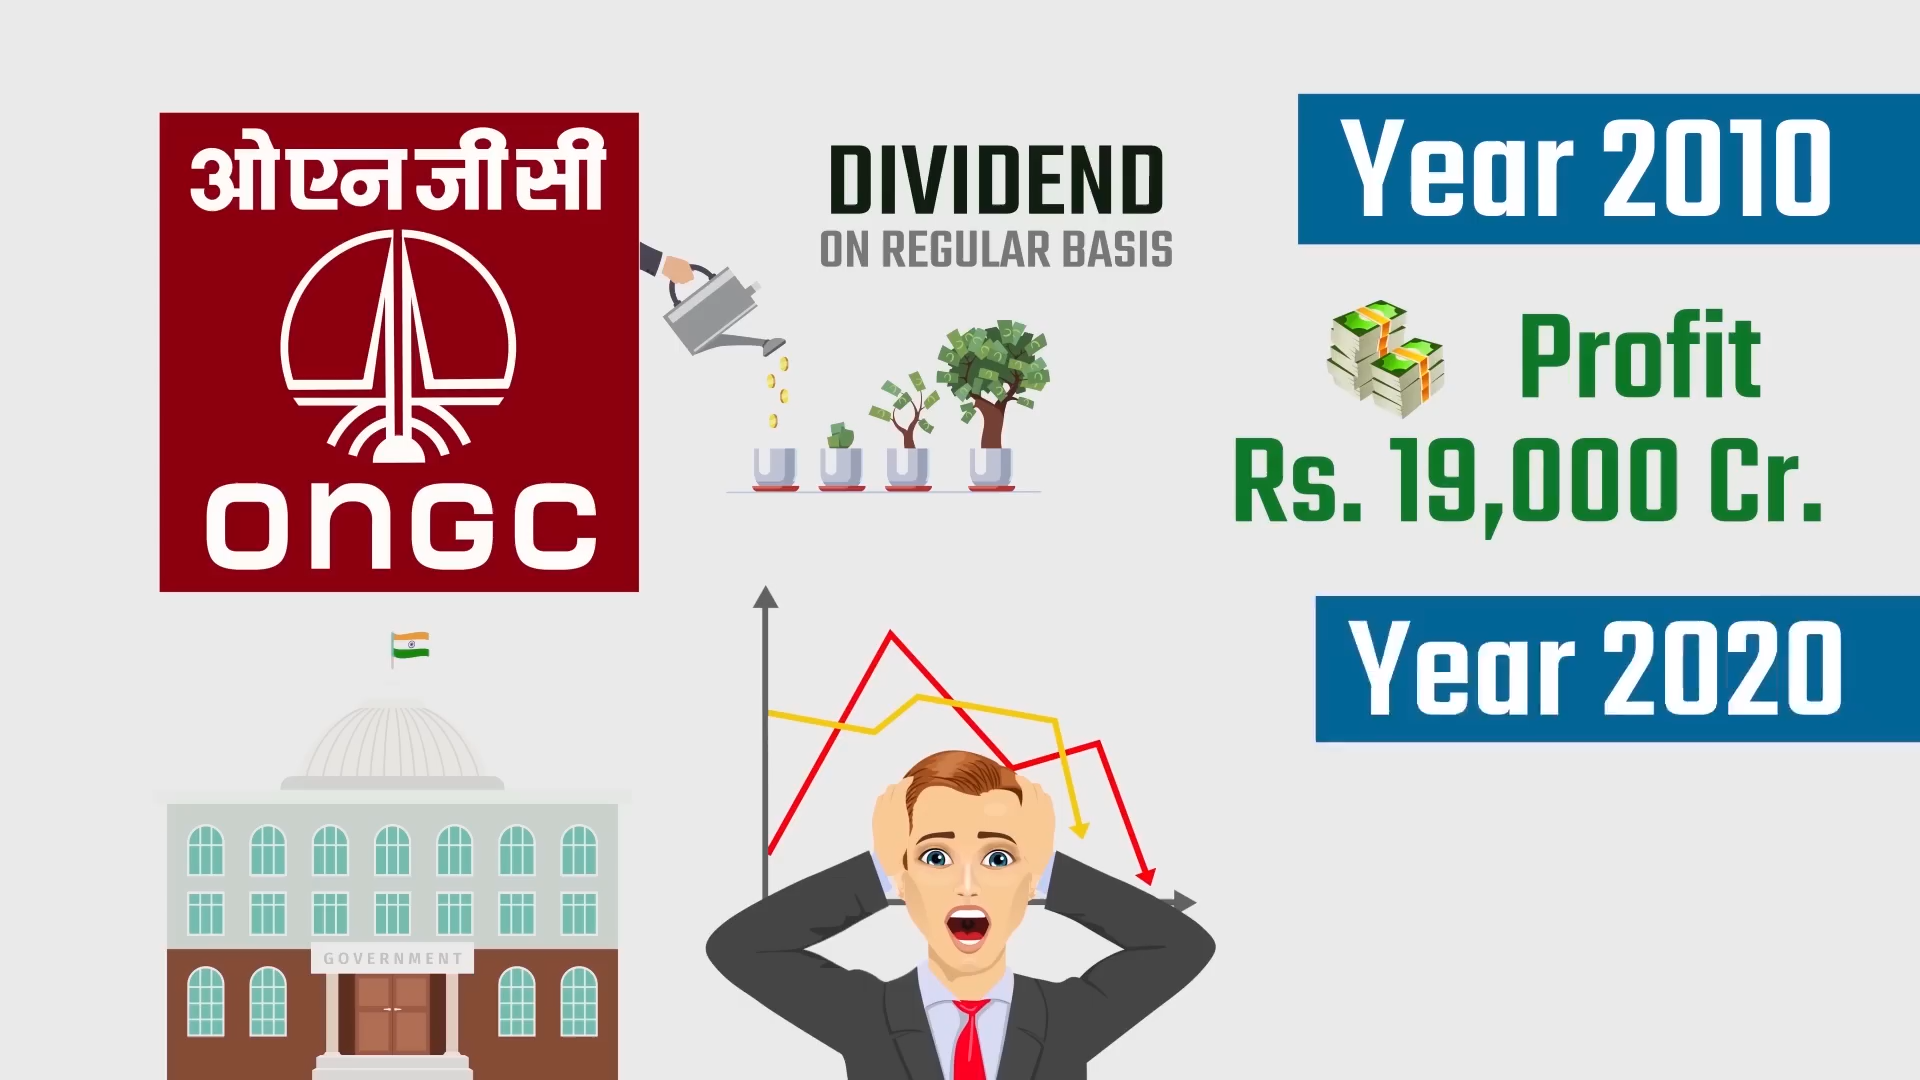 ओएनजीसी
ONGC
DIVIDEND
ON REGULAR BASIS
Year 2010
Profit
Rs. 19,000 Cr.
Year 2020
GOVERNMENT